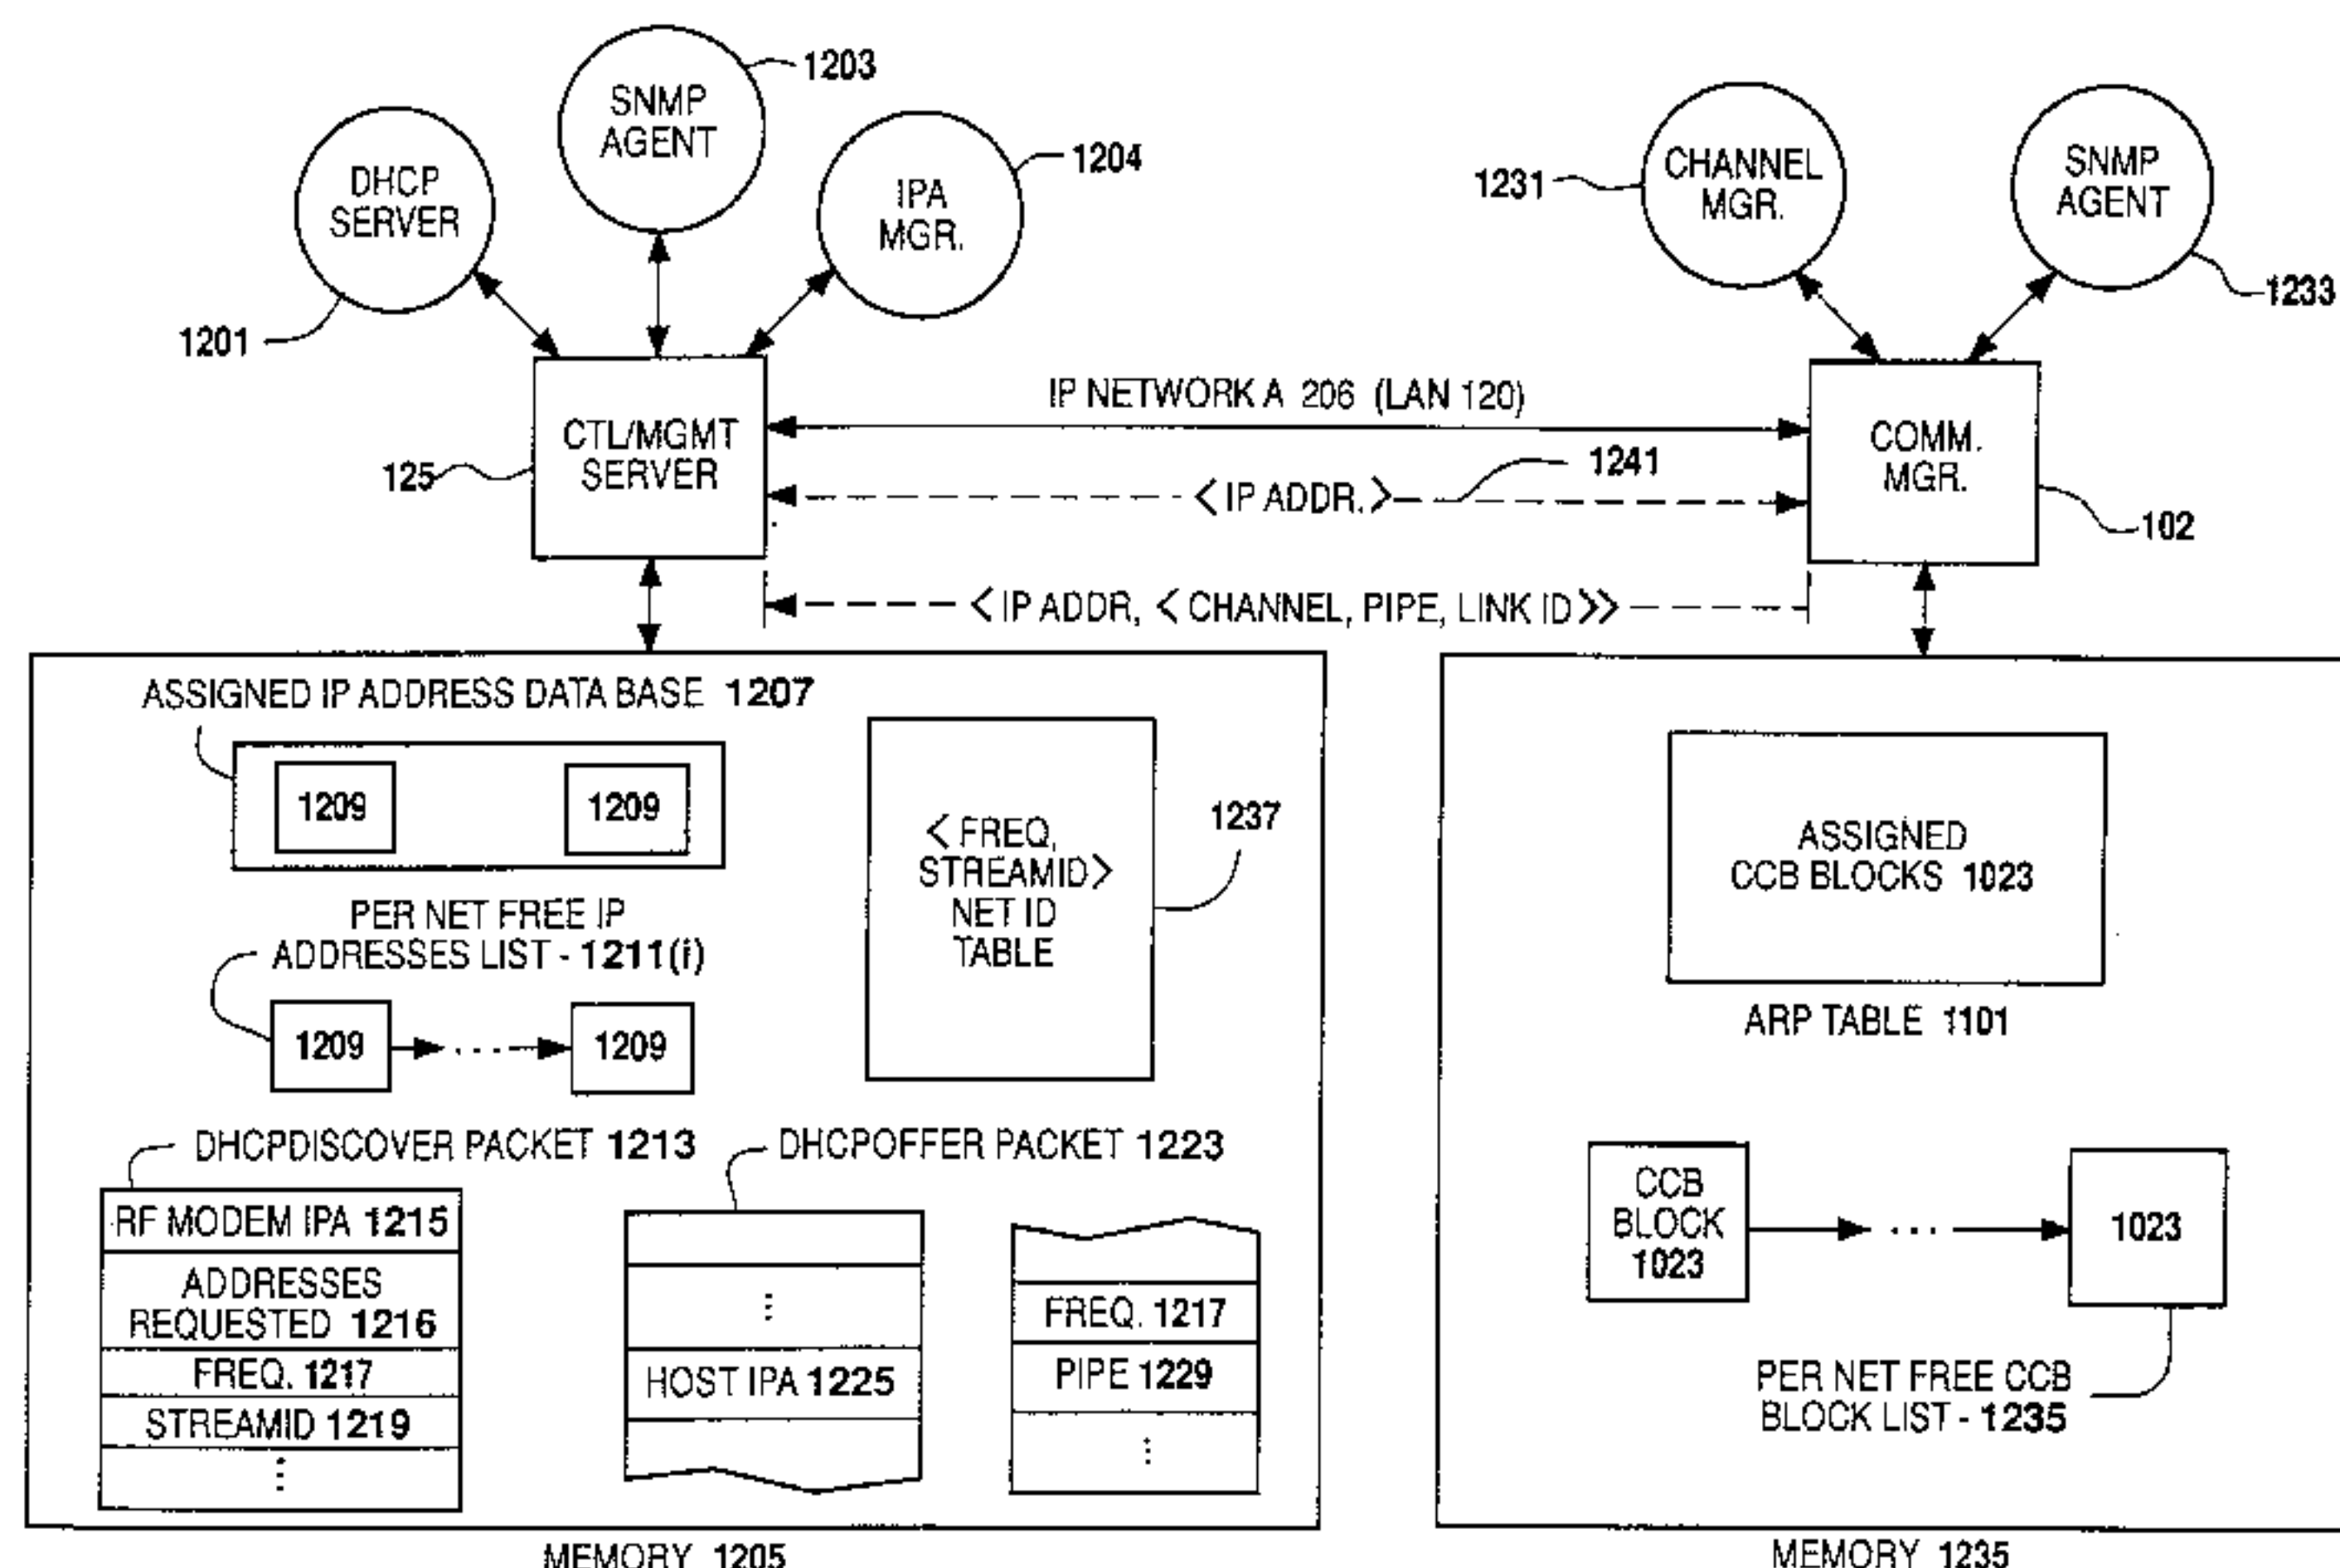 1203
SNMP
AGENT
DHCP
SERVER
1201
IPA
MGR.
1204
CHANNEL
MGR.
1231
SNMP
AGENT
1233
CTL/MGMT
SERVER
125
IP NETWORK A 206 (LAN 120)
1241
<IP ADDR.>
<IP ADDR, <CHANNEL, PIPE, LINK ID>>
COMM.
MGR.
102
ASSIGNED IP ADDRESS DATA BASE 1207
1209
1209
PER NET FREE IP
ADDRESSES LIST - 1211(i)
1209
...
1209
<FREQ,
STREAMID>
NET ID
TABLE
1237
DHCPDISCOVER PACKET 1213
RF MODEM IPA 1215
ADDRESSES
REQUESTED 1216
FREQ. 1217
STREAMID 1219
⋮
DHCPOFFER PACKET 1223
⋮
HOST IPA 1225
FREQ. 1217
PIPE 1229
⋮
MEMORY 1205
ASSIGNED
CCB BLOCKS 1023
ARP TABLE 1101
CCB
BLOCK
1023
...
1023
PER NET FREE CCB
BLOCK LIST - 1235
MEMORY 1235